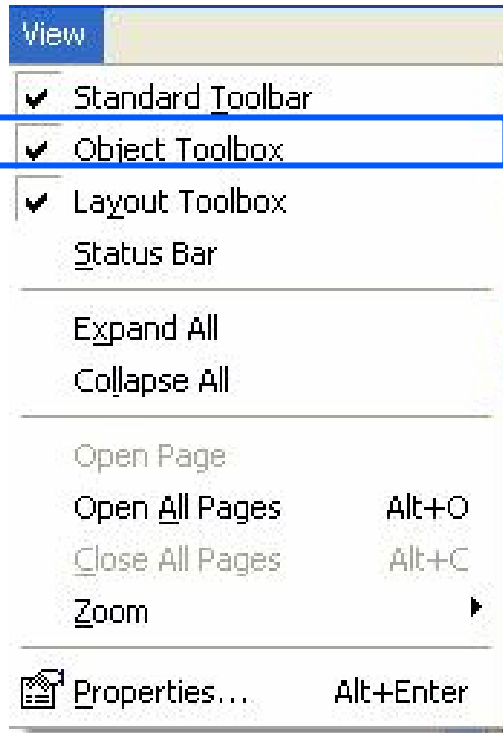 View
Standard Toolbar
Object Toolbox
Layout Toolbox
Status Bar
Expand All
Collapse All
Open Page
Open All Pages Alt+O
Close All Pages Alt+C
Zoom
Properties... Alt+Enter